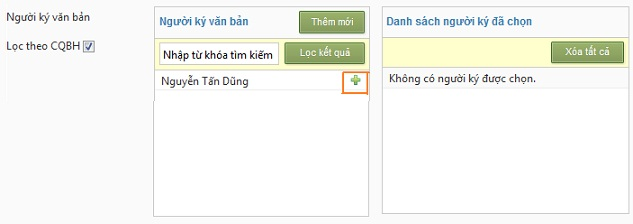 Người ký văn bản
Lọc theo CQBH
Người ký văn bản
Thêm mới
Nhập từ khóa tìm kiếm
Lọc kết quả
Nguyễn Tấn Dũng
Danh sách người ký đã chọn
Xóa tất cả
Không có người ký được chọn.